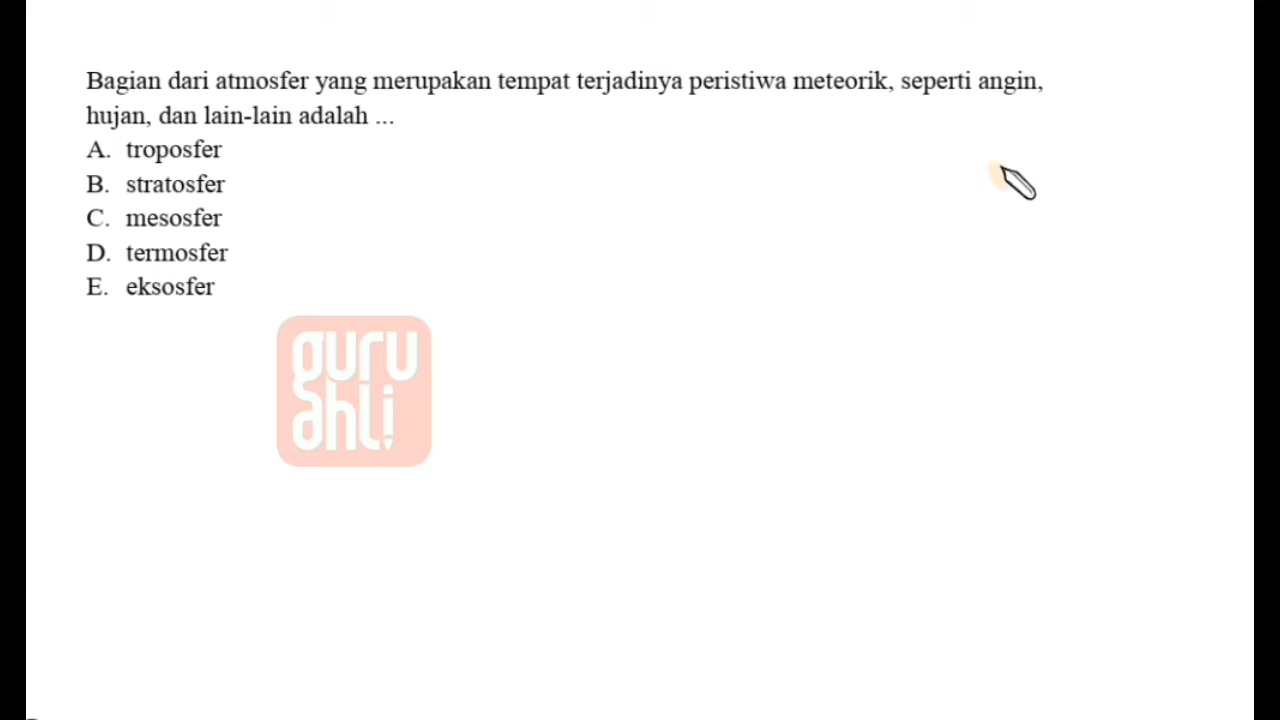 Bagian dari atmosfer yang merupakan tempat terjadinya peristiwa meteorik, seperti angin,
hujan, dan lain-lain adalah ...
A. troposfer
B. stratosfer
C. mesosfer
D. termosfer
E. eksosfer
guru
ahli